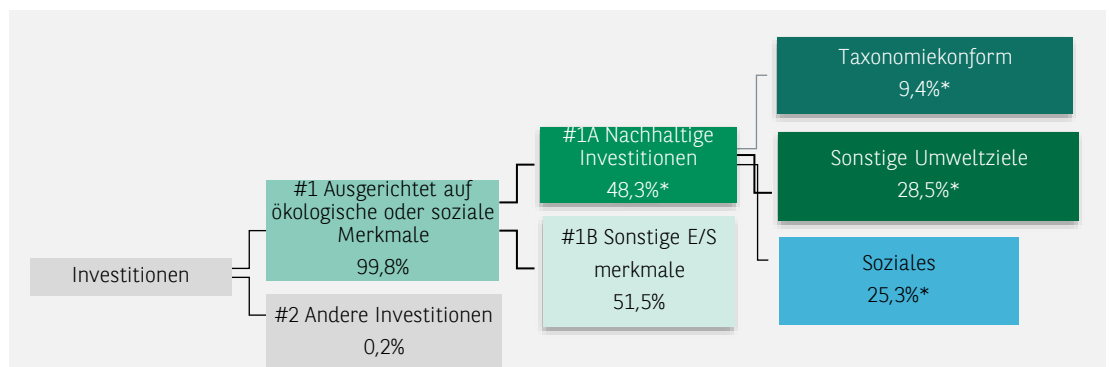 Investitionen
#1 Ausgerichtet auf
ökologische oder soziale
Merkmale
99,8%
#2 Andere Investitionen
0,2%
#1A Nachhaltige
Investitionen
48,3%*
#1B Sonstige E/S
merkmale
51,5%
Taxonomiekonform
9,4%*
Sonstige Umweltziele
28,5%*
Soziales
25,3%*